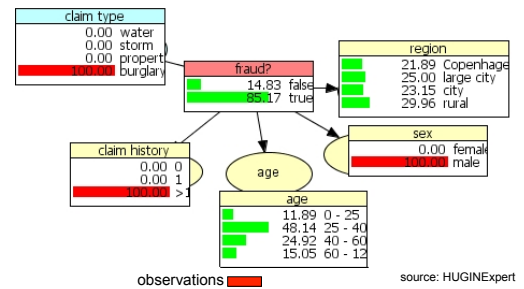 claim type
0.00 water
0.00 storm
0.00 propert
100.00 burglary
fraud?
14.83 false
85.17 true
region
21.89 Copenhage
25.00 large city
23.15 city
29.96 rural
sex
0.00 female
100.00 male
claim history
0.00 0
0.00 1
100.00 >1
age
age
11.89 0 - 25
48.14 25 - 40
24.92 40 - 60
15.05 60 - 12
observations
source: HUGINExpert